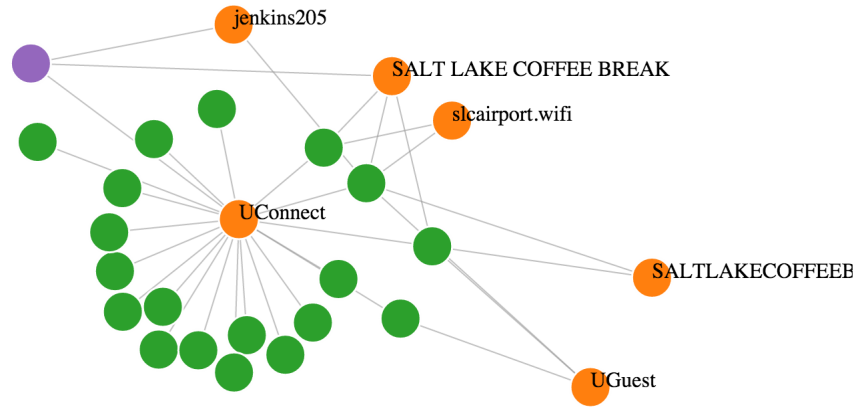 jenkins205
SALT LAKE COFFEE BREAK
slcairport.wifi
UConnect
SALTLAKECOFFEEB
UGuest